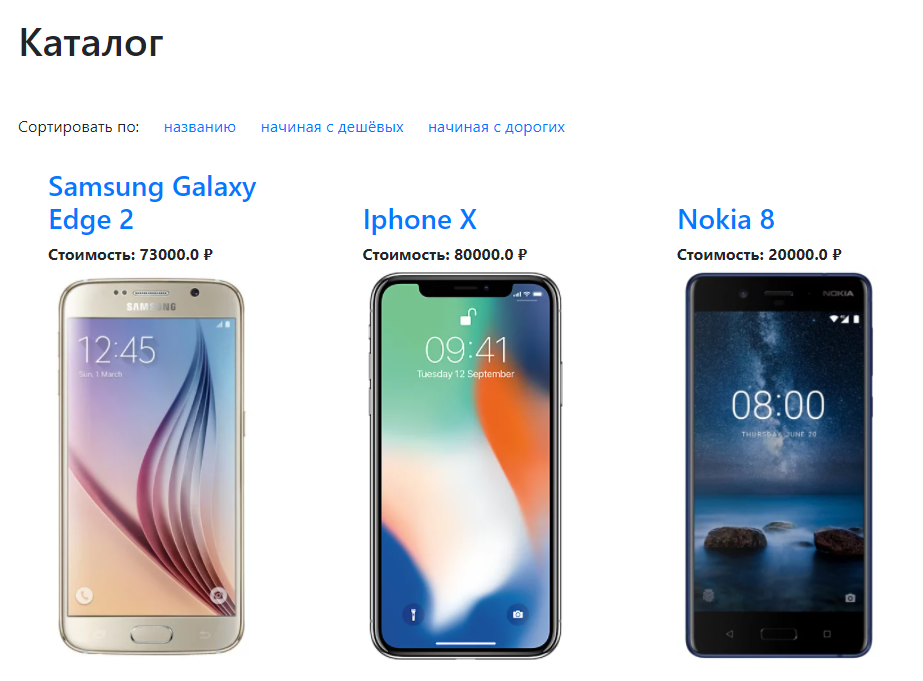 Каталог
Сортировать по: названию начиная с дешёвых начиная с дорогих
Samsung Galaxy
Edge 2
Стоимость: 73000.0 ₽
Iphone X
Стоимость: 80000.0 ₽
Nokia 8
Стоимость: 20000.0 ₽
SAMSUNG
12:45
Sun, 1 March
09:41
Tuesday 12 September
NOKIA
08:00
THURSDAY, JUNE 20